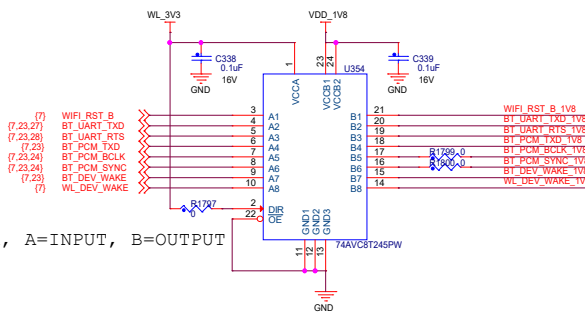 WL_3V3
VDD_1V8
C338
0.1uF
16V
GND
C339
0.1uF
16V
GND
U354
1
23
24
VCCA
VCCB1
VCCB2
{7} WIFI_RST_B 3 A1 B1 21 WIFI_RST_B_1V8
{7,23,27} BT_UART_TXD 4 A2 B2 20 BT_UART_TXD_1V8
{7,23,28} BT_UART_RTS 5 A3 B3 19 BT_UART_RTS_1V8
{7,23} BT_PCM_TXD 6 A4 B4 18 BT_PCM_TXD_1V8
{7,23,24} BT_PCM_BCLK 7 A5 B5 17 R1799 0 BT_PCM_BCLK_1V8
{7,23,24} BT_PCM_SYNC 8 A6 B6 16 R1800 0 BT_PCM_SYNC_1V8
{7,23} BT_DEV_WAKE 9 A7 B7 15 BT_DEV_WAKE_1V8
{7} WL_DEV_WAKE 10 A8 B8 14 WL_DEV_WAKE_1V8
R1797
0
2 DIR
22 OE
GND1
GND2
GND3
11
12
13
74AVC8T245PW
, A=INPUT, B=OUTPUT
GND